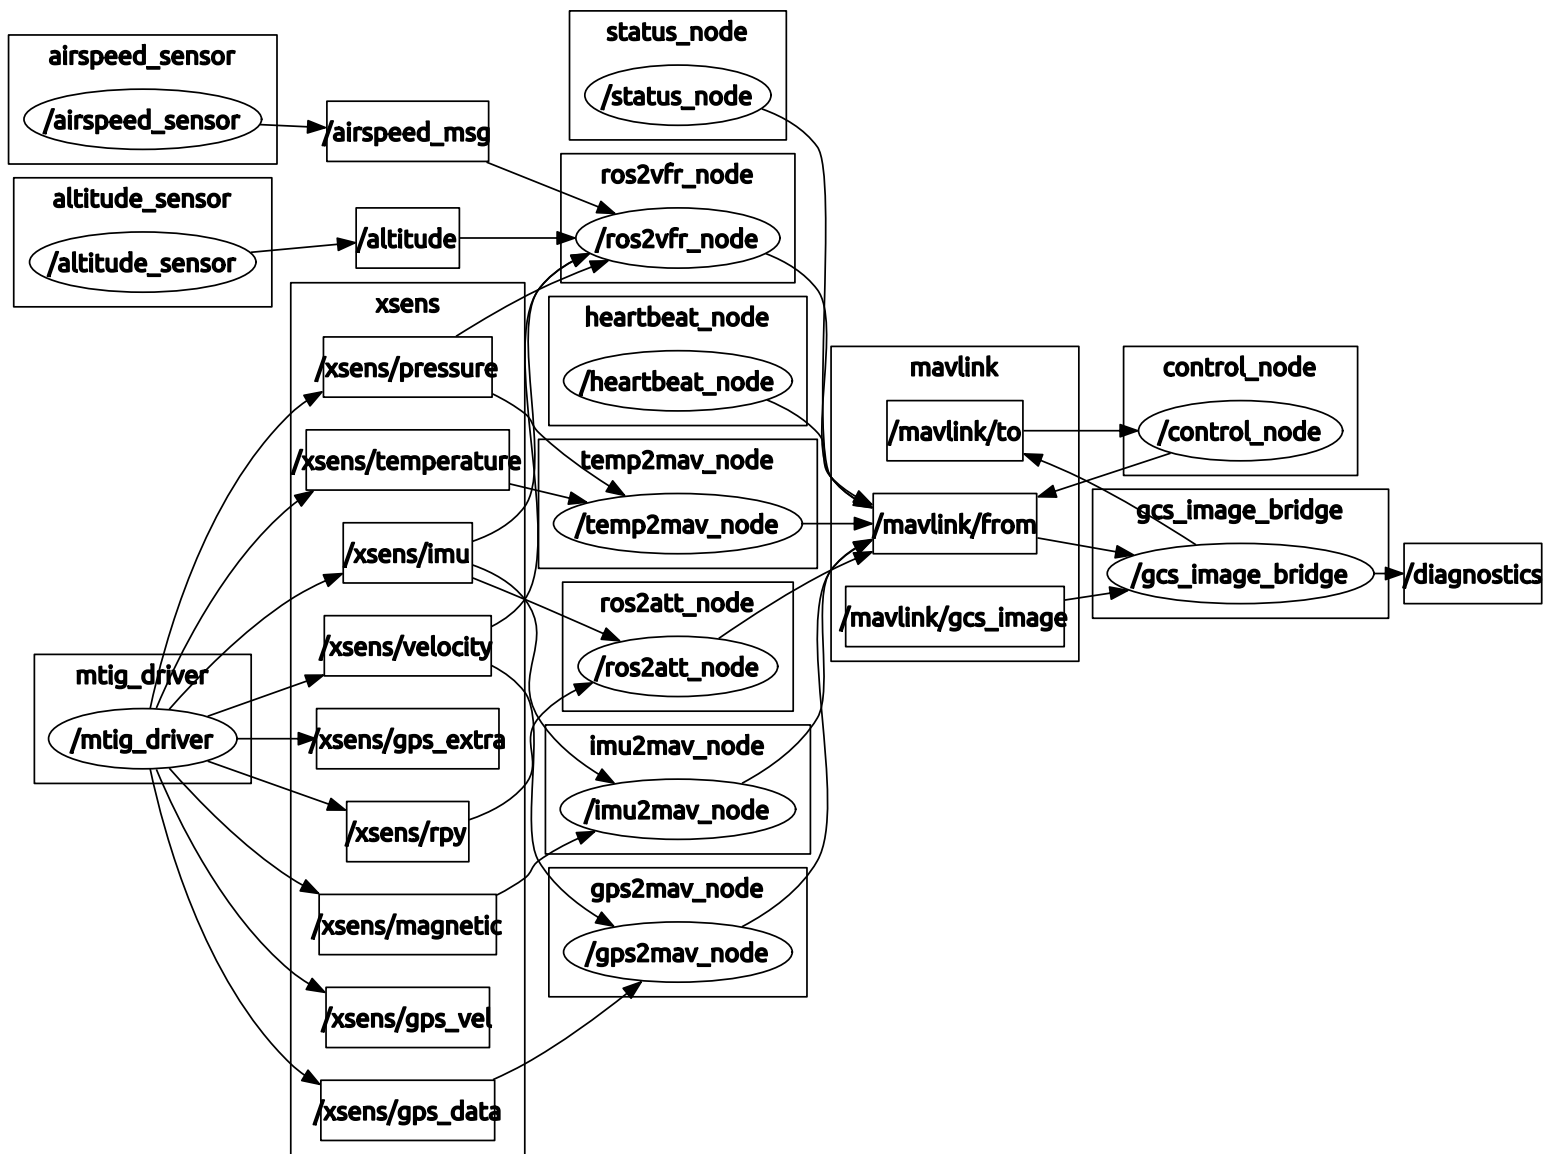 airspeed_sensor
/airspeed_sensor
/airspeed_msg
altitude_sensor
/altitude_sensor
/altitude
mtig_driver
/mtig_driver
xsens
/xsens/pressure
/xsens/temperature
/xsens/imu
/xsens/velocity
/xsens/gps_extra
/xsens/rpy
/xsens/magnetic
/xsens/gps_vel
/xsens/gps_data
status_node
/status_node
ros2vfr_node
/ros2vfr_node
heartbeat_node
/heartbeat_node
temp2mav_node
/temp2mav_node
ros2att_node
/ros2att_node
imu2mav_node
/imu2mav_node
gps2mav_node
/gps2mav_node
mavlink
/mavlink/to
/mavlink/from
/mavlink/gcs_image
control_node
/control_node
gcs_image_bridge
/gcs_image_bridge
/diagnostics